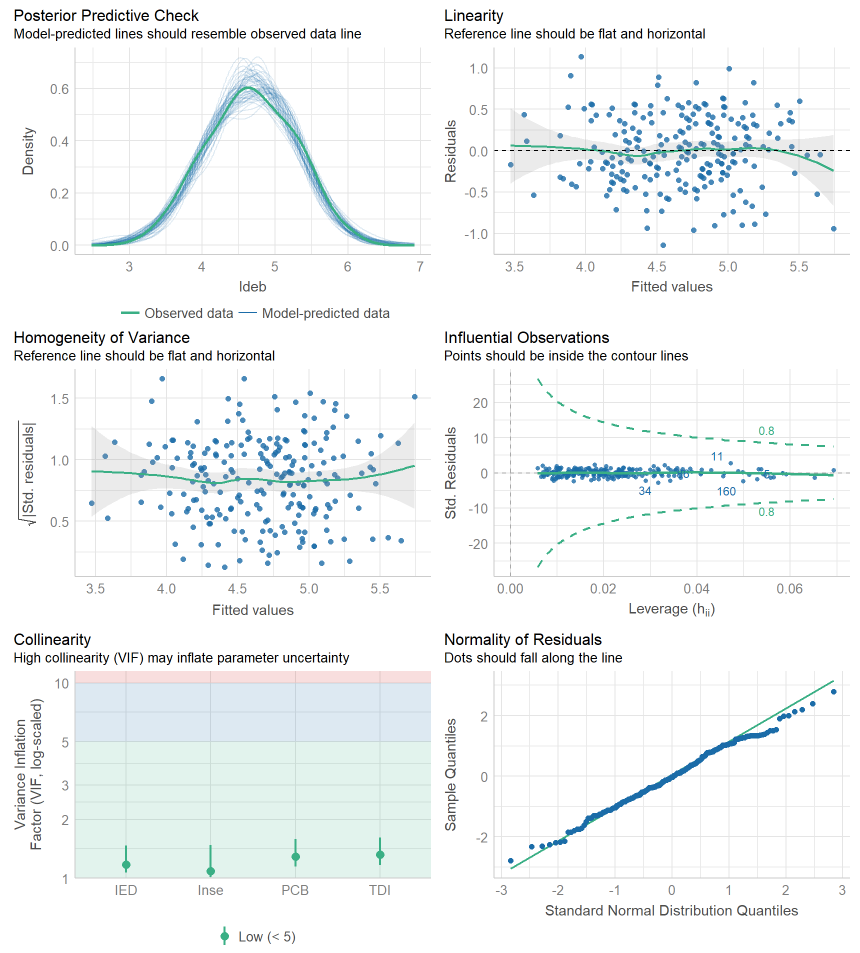 Posterior Predictive Check
Model-predicted lines should resemble observed data line
Density
0.6
0.4
0.2
0.0
3 4 5 6 7
Ideb
Observed data Model-predicted data
Linearity
Reference line should be flat and horizontal
Residuals
1.0
0.5
0.0
-0.5
-1.0
3.5 4.0 4.5 5.0 5.5
Fitted values
Homogeneity of Variance
Reference line should be flat and horizontal
√|Std. residuals|
1.5
1.0
0.5
3.5 4.0 4.5 5.0 5.5
Fitted values
Influential Observations
Points should be inside the contour lines
Std. Residuals
20
10
0
-10
-20
0.8
11
34
160
0.8
0.00 0.02 0.04 0.06
Leverage (hii)
Collinearity
High collinearity (VIF) may inflate parameter uncertainty
Variance Inflation
Factor (VIF, log-scaled)
10
5
3
2
1
IED Inse PCB TDI
Low (< 5)
Normality of Residuals
Dots should fall along the line
Sample Quantiles
2
0
-2
-3 -2 -1 0 1 2 3
Standard Normal Distribution Quantiles